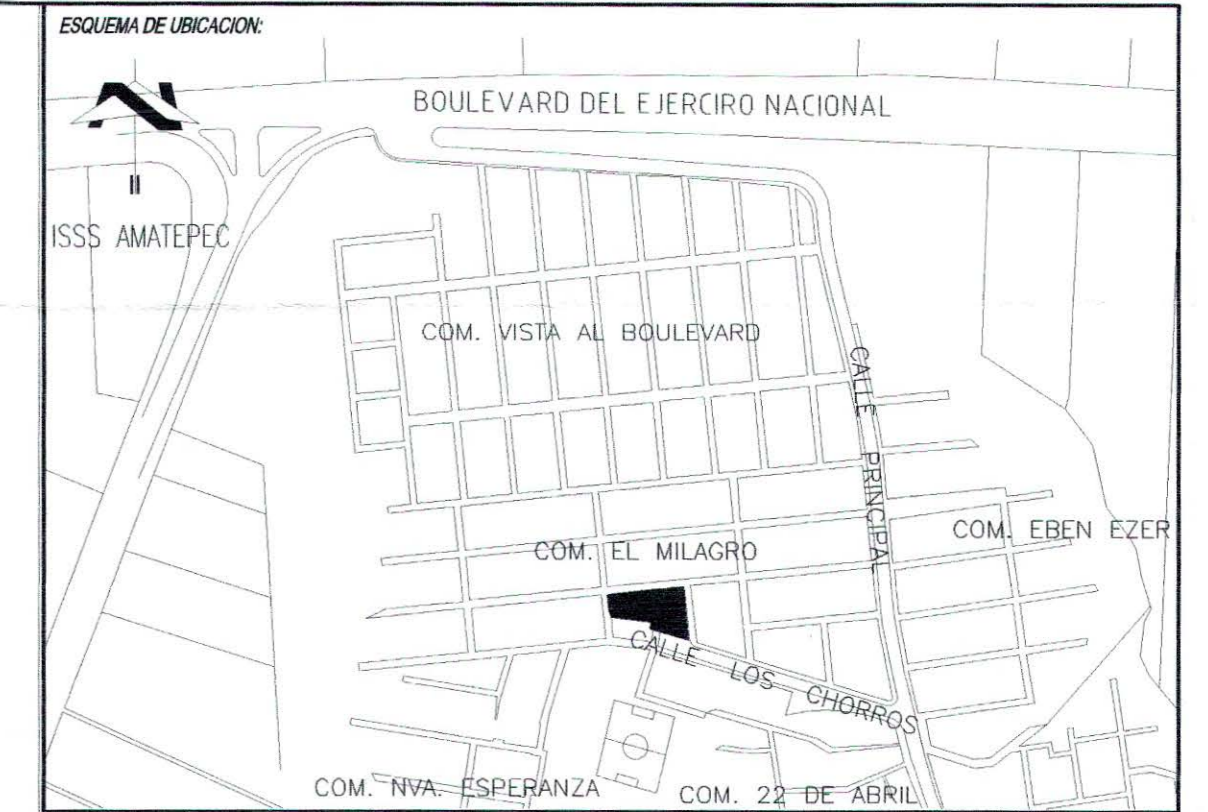 ESQUEMA DE UBICACION:
BOULEVARD DEL EJERCIRO NACIONAL
ISSS AMATEPEC
COM. VISTA AL BOULEVARD
CALLE PRINCIPAL
COM. EBEN EZER
COM. EL MILAGRO
CALLE LOS CHORROS
COM. NVA. ESPERANZA
COM. 22 DE ABRIL